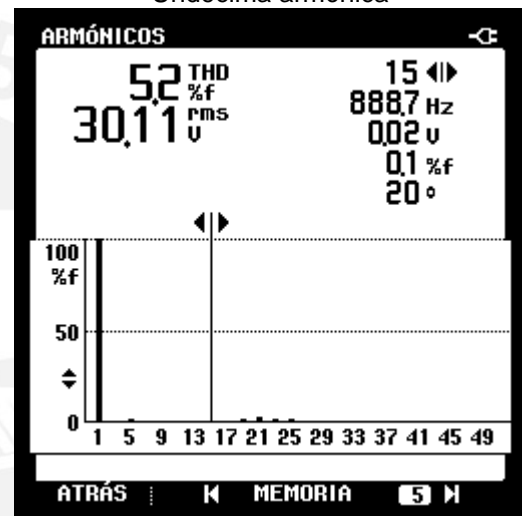 Undécima armónica
ARMÓNICOS
5,2 THD %f
30,11 rms V
15
888,7 Hz
0,02 V
0,1 %f
20 °
100
%f
50
0
1 5 9 13 17 21 25 29 33 37 41 45 49
ATRÁS MEMORIA 5